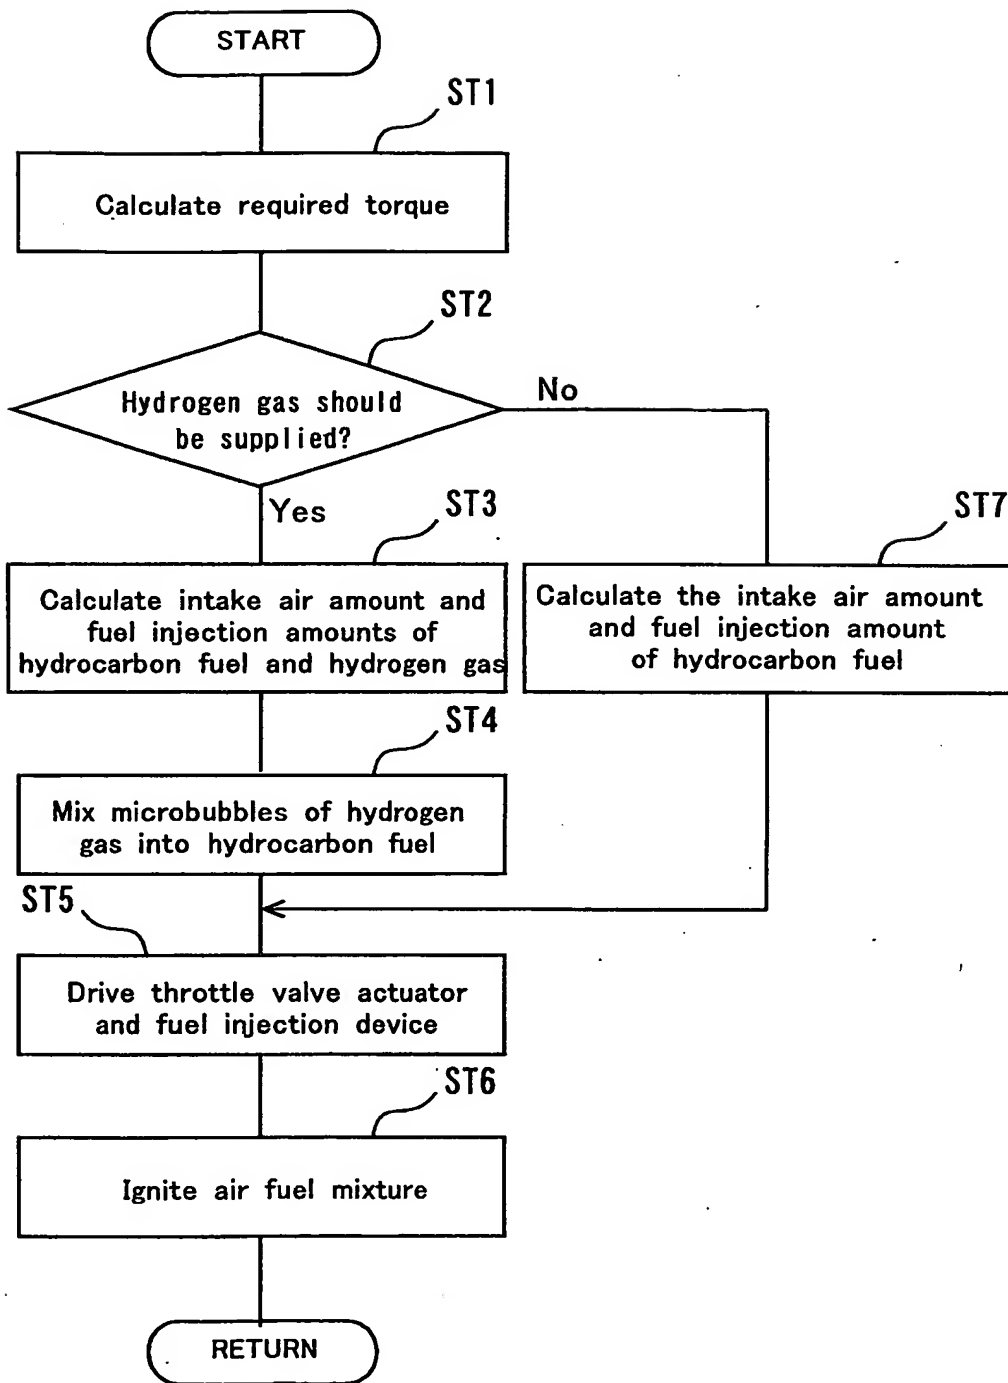 START
ST1
Calculate required torque
ST2
Hydrogen gas should
be supplied?
No
Yes
ST3
Calculate intake air amount and
fuel injection amounts of
hydrocarbon fuel and hydrogen gas
ST7
Calculate the intake air amount
and fuel injection amount
of hydrocarbon fuel
ST4
Mix microbubbles of hydrogen
gas into hydrocarbon fuel
ST5
Drive throttle valve actuator
and fuel injection device
ST6
Ignite air fuel mixture
RETURN